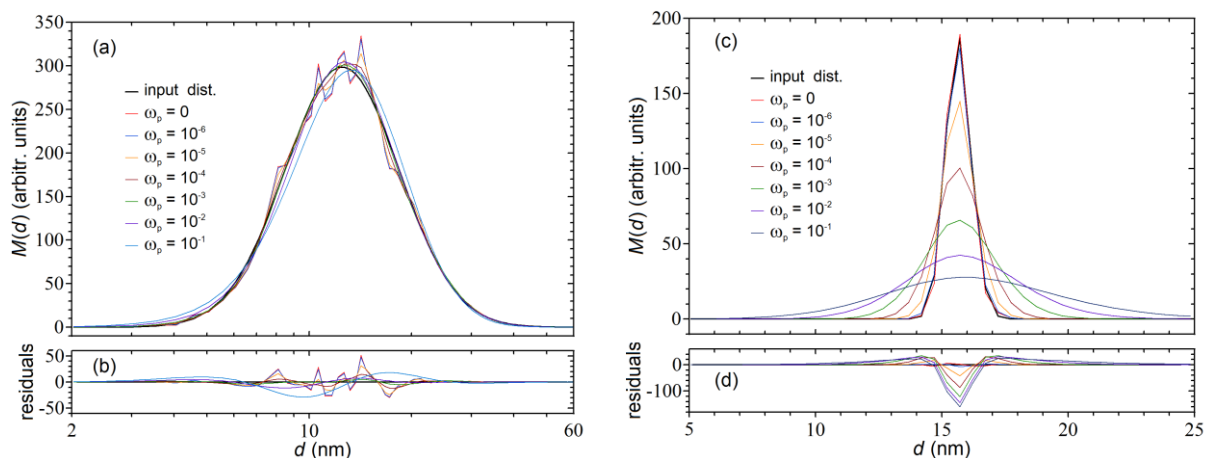 350
300
250
200
150
100
50
0
M(d) (arbitr. units)
(a)
input dist.
ωₚ = 0
ωₚ = 10⁻⁶
ωₚ = 10⁻⁵
ωₚ = 10⁻⁴
ωₚ = 10⁻³
ωₚ = 10⁻²
ωₚ = 10⁻¹
50
0
-50
residuals
(b)
2 10 60
d (nm)
200
150
100
50
0
M(d) (arbitr. units)
(c)
input dist.
ωₚ = 0
ωₚ = 10⁻⁶
ωₚ = 10⁻⁵
ωₚ = 10⁻⁴
ωₚ = 10⁻³
ωₚ = 10⁻²
ωₚ = 10⁻¹
0
-100
residuals
(d)
5 10 15 20 25
d (nm)